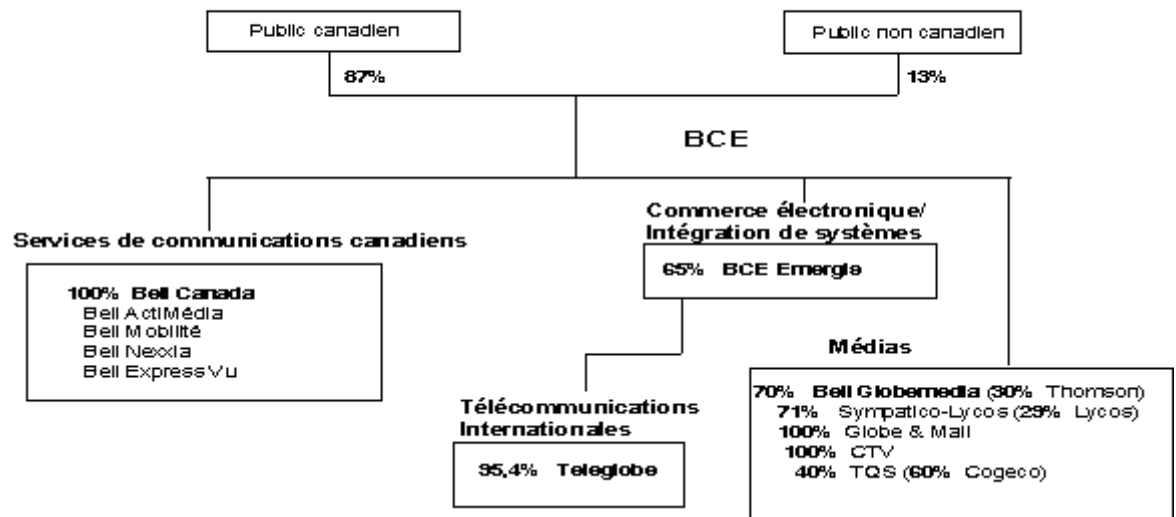 Public canadien
Public non canadien
87%
13%
BCE
Services de communications canadiens
100% Bell Canada
Bell ActiMédia
Bell Mobilité
Bell Nexxia
Bell ExpressVu
Commerce électronique/
Intégration de systèmes
65% BCE Emergie
Télécommunications
Internationales
95,4% Teleglobe
Médias
70% Bell Globemedia (30% Thomson)
71% Sympatico-Lycos (29% Lycos)
100% Globe & Mail
100% CTV
40% TQS (60% Cogeco)